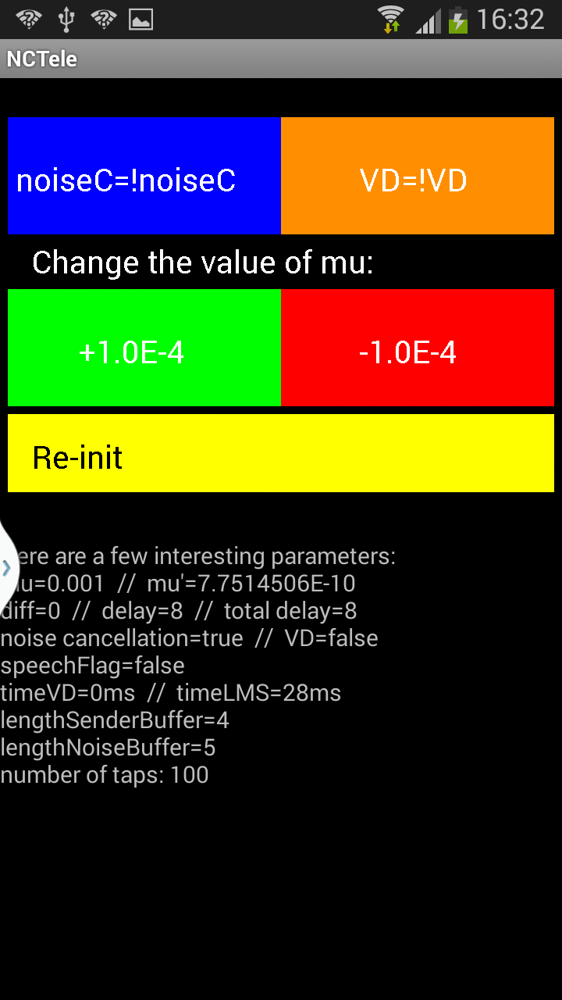 16:32
NCTele
noiseC=!noiseC VD=!VD
Change the value of mu:
+1.0E-4 -1.0E-4
Re-init
ere are a few interesting parameters:
u=0.001 // mu'=7.7514506E-10
diff=0 // delay=8 // total delay=8
noise cancellation=true // VD=false
speechFlag=false
timeVD=0ms // timeLMS=28ms
lengthSenderBuffer=4
lengthNoiseBuffer=5
number of taps: 100